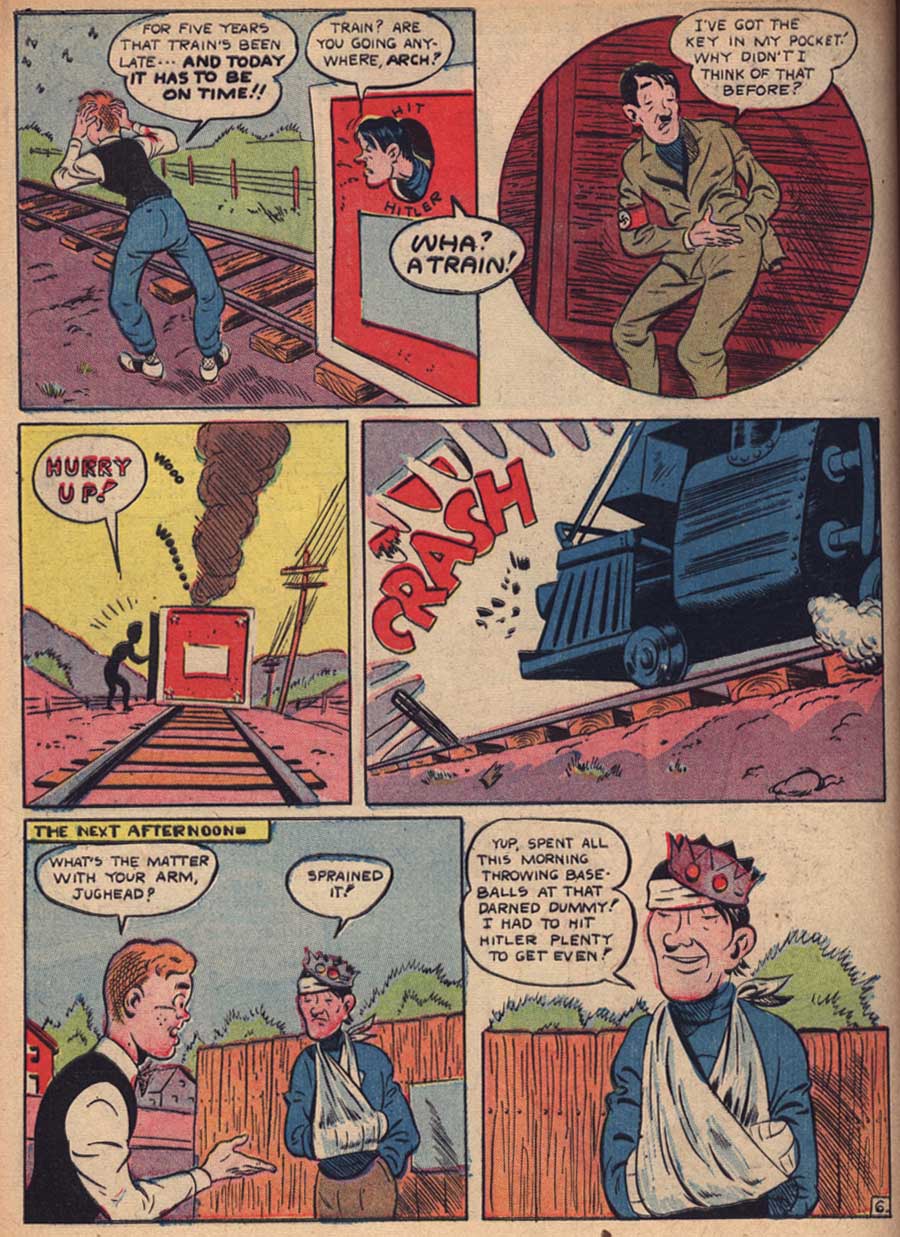 FOR FIVE YEARS
THAT TRAIN'S BEEN
LATE--- AND TODAY
IT HAS TO BE
ON TIME!!
TRAIN? ARE
YOU GOING ANY-
WHERE, ARCH?
HIT
HITLER
WHA?
A TRAIN!
I'VE GOT THE
KEY IN MY POCKET!
WHY DIDN'T I
THINK OF THAT
BEFORE?
HURRY
UP!
WOOO
WOOOO
CRASH
THE NEXT AFTERNOON=
WHAT'S THE MATTER
WITH YOUR ARM,
JUGHEAD?
SPRAINED
IT!
YUP, SPENT ALL
THIS MORNING
THROWING BASE-
BALLS AT THAT
DARNED DUMMY!
I HAD TO HIT
HITLER PLENTY
TO GET EVEN!
6.